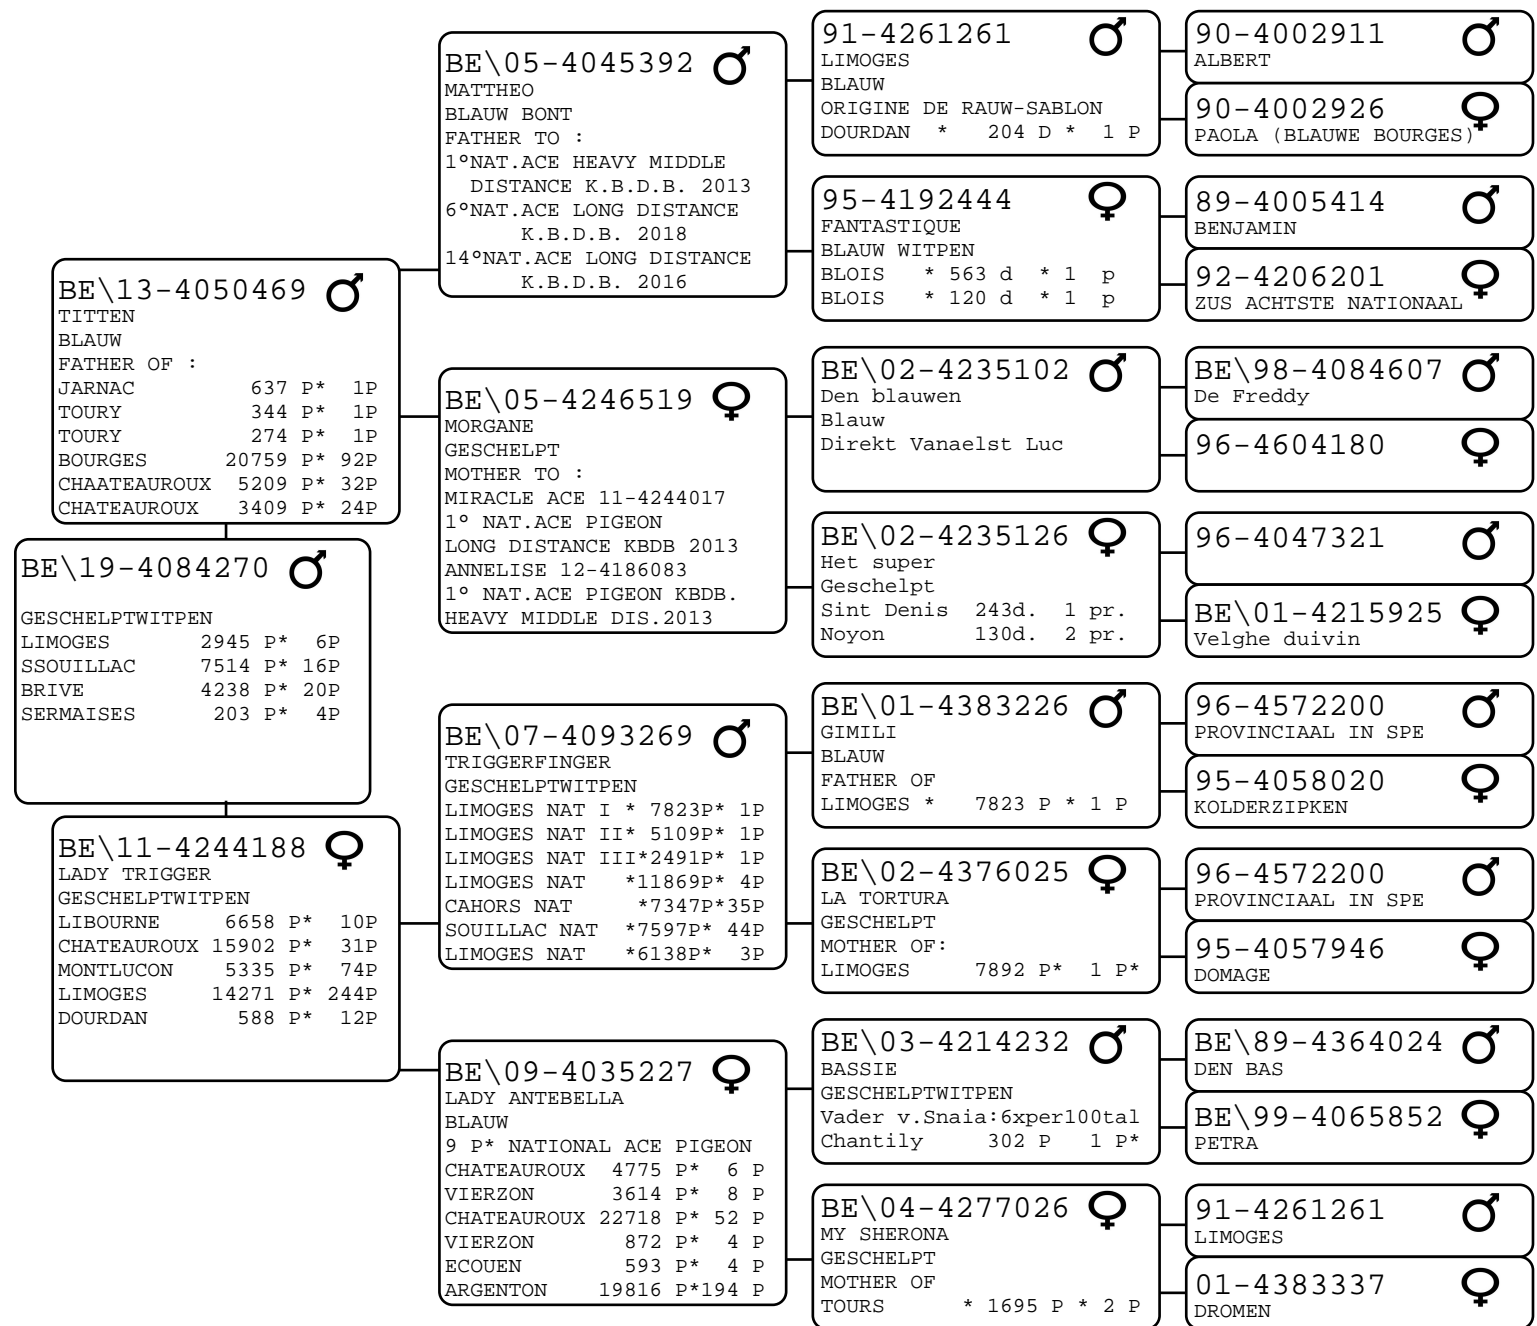 BE\19-4084270
GESCHELPTWITPEN
LIMOGES 2945 P* 6P
SSOUILLAC 7514 P* 16P
BRIVE 4238 P* 20P
SERMAISES 203 P* 4P
BE\13-4050469
TITTEN
BLAUW
FATHER OF :
JARNAC 637 P* 1P
TOURY 344 P* 1P
TOURY 274 P* 1P
BOURGES 20759 P* 92P
CHAATEAUROUX 5209 P* 32P
CHATEAUROUX 3409 P* 24P
BE\11-4244188
LADY TRIGGER
GESCHELPTWITPEN
LIBOURNE 6658 P* 10P
CHATEAUROUX 15902 P* 31P
MONTLUCON 5335 P* 74P
LIMOGES 14271 P* 244P
DOURDAN 588 P* 12P
BE\05-4045392
MATTHEO
BLAUW BONT
FATHER TO :
1°NAT.ACE HEAVY MIDDLE
DISTANCE K.B.D.B. 2013
6°NAT.ACE LONG DISTANCE
K.B.D.B. 2018
14°NAT.ACE LONG DISTANCE
K.B.D.B. 2016
BE\05-4246519
MORGANE
GESCHELPT
MOTHER TO :
MIRACLE ACE 11-4244017
1° NAT.ACE PIGEON
LONG DISTANCE KBDB 2013
ANNELISE 12-4186083
1° NAT.ACE PIGEON KBDB.
HEAVY MIDDLE DIS.2013
BE\07-4093269
TRIGGERFINGER
GESCHELPTWITPEN
LIMOGES NAT I * 7823P* 1P
LIMOGES NAT II* 5109P* 1P
LIMOGES NAT III*2491P* 1P
LIMOGES NAT *11869P* 4P
CAHORS NAT *7347P*35P
SOUILLAC NAT *7597P* 44P
LIMOGES NAT *6138P* 3P
BE\09-4035227
LADY ANTEBELLA
BLAUW
9 P* NATIONAL ACE PIGEON
CHATEAUROUX 4775 P* 6 P
VIERZON 3614 P* 8 P
CHATEAUROUX 22718 P* 52 P
VIERZON 872 P* 4 P
ECOUEN 593 P* 4 P
ARGENTON 19816 P*194 P
91-4261261
LIMOGES
BLAUW
ORIGINE DE RAUW-SABLON
DOURDAN * 204 D * 1 P
95-4192444
FANTASTIQUE
BLAUW WITPEN
BLOIS * 563 d * 1 p
BLOIS * 120 d * 1 p
BE\02-4235102
Den blauwen
Blauw
Direkt Vanaelst Luc
BE\02-4235126
Het super
Geschelpt
Sint Denis 243d. 1 pr.
Noyon 130d. 2 pr.
BE\01-4383226
GIMILI
BLAUW
FATHER OF
LIMOGES * 7823 P * 1 P
BE\02-4376025
LA TORTURA
GESCHELPT
MOTHER OF:
LIMOGES 7892 P* 1 P*
BE\03-4214232
BASSIE
GESCHELPTWITPEN
Vader v.Snaia:6xper100tal
Chantily 302 P 1 P*
BE\04-4277026
MY SHERONA
GESCHELPT
MOTHER OF
TOURS * 1695 P * 2 P
90-4002911
ALBERT
90-4002926
PAOLA (BLAUWE BOURGES)
89-4005414
BENJAMIN
92-4206201
ZUS ACHTSTE NATIONAAL
BE\98-4084607
De Freddy
96-4604180
96-4047321
BE\01-4215925
Velghe duivin
96-4572200
PROVINCIAAL IN SPE
95-4058020
KOLDERZIPKEN
96-4572200
PROVINCIAAL IN SPE
95-4057946
DOMAGE
BE\89-4364024
DEN BAS
BE\99-4065852
PETRA
91-4261261
LIMOGES
01-4383337
DROMEN